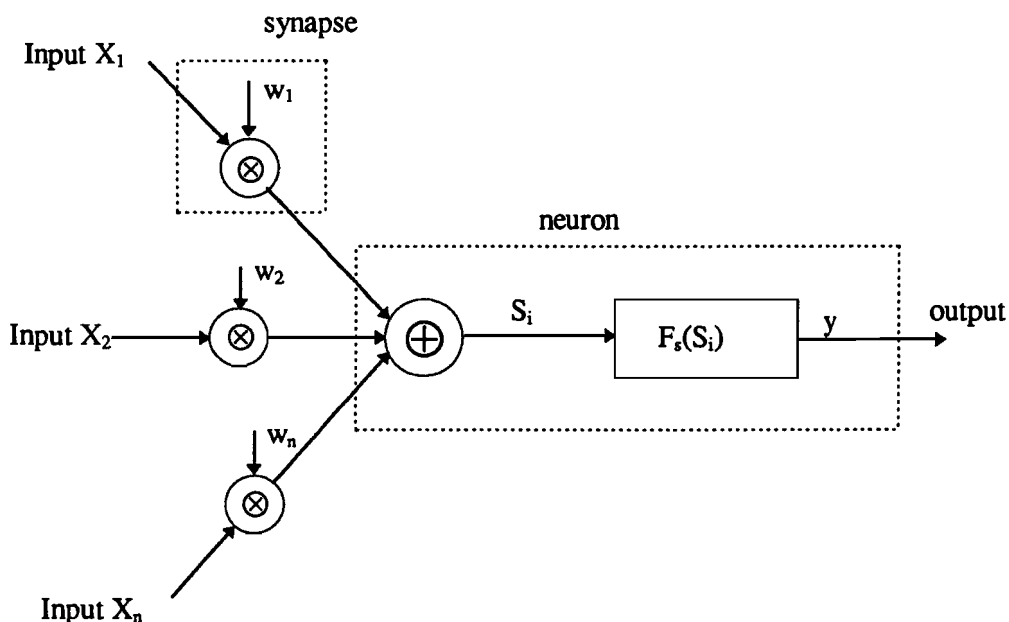 synapse
Input X₁
w₁
⊗
neuron
w₂
Input X₂
⊗
⊕
Sᵢ
Fₛ(Sᵢ)
y
output
wₙ
⊗
Input Xₙ